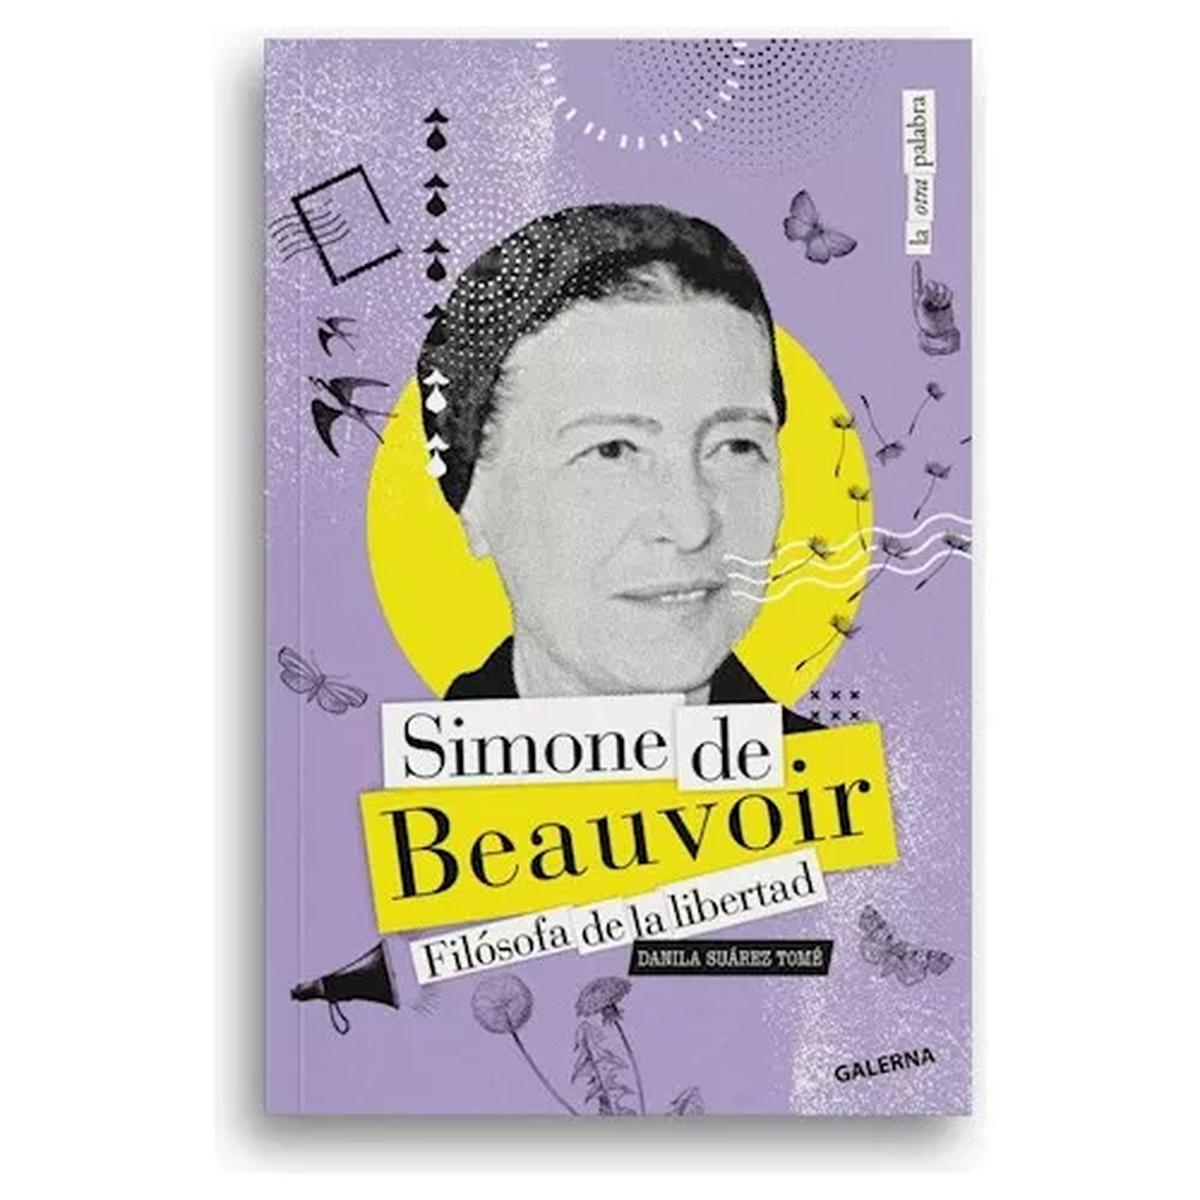 la otra palabra
Simone de
Beauvoir
Filósofa de la libertad
DANILA SUÁREZ TOMÉ
GALERNA